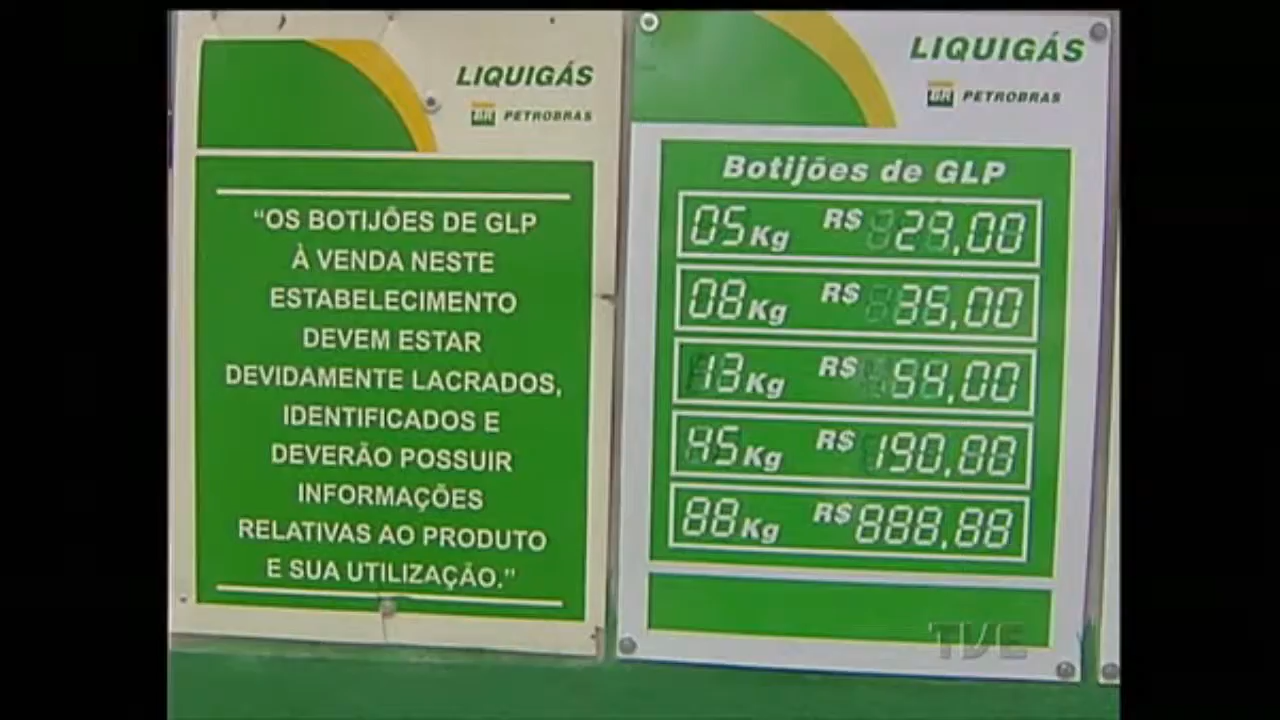 LIQUIGÁS
BR PETROBRAS
“OS BOTIJÕES DE GLP
À VENDA NESTE
ESTABELECIMENTO
DEVEM ESTAR
DEVIDAMENTE LACRADOS,
IDENTIFICADOS E
DEVERÃO POSSUIR
INFORMAÇÕES
RELATIVAS AO PRODUTO
E SUA UTILIZAÇÃO.”
LIQUIGÁS
BR PETROBRAS
Botijões de GLP
05 Kg R$ 29,00
08 Kg R$ 35,00
13 Kg R$ 54,00
45 Kg R$ 190,00
88 Kg R$ 888,88
TVE